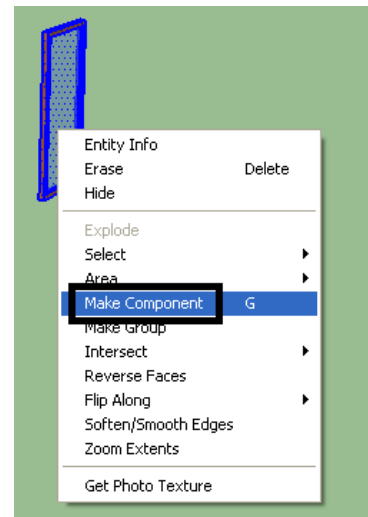 Entity Info
Erase Delete
Hide
Explode
Select
Area
Make Component G
Make Group
Intersect
Reverse Faces
Flip Along
Soften/Smooth Edges
Zoom Extents
Get Photo Texture